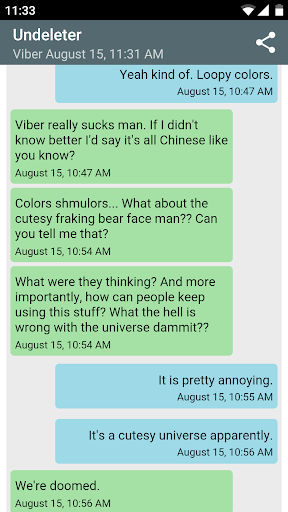 11:33
Undeleter
Viber August 15, 11:31 AM
Yeah kind of. Loopy colors.
August 15, 10:47 AM
Viber really sucks man. If I didn't
know better I'd say it's all Chinese like
you know?
August 15, 10:47 AM
Colors shmulors... What about the
cutesy fraking bear face man?? Can
you tell me that?
August 15, 10:54 AM
What were they thinking? And more
importantly, how can people keep
using this stuff? What the hell is
wrong with the universe dammit??
August 15, 10:54 AM
It is pretty annoying.
August 15, 10:55 AM
It's a cutesy universe apparently.
August 15, 10:56 AM
We're doomed.
August 15, 10:56 AM